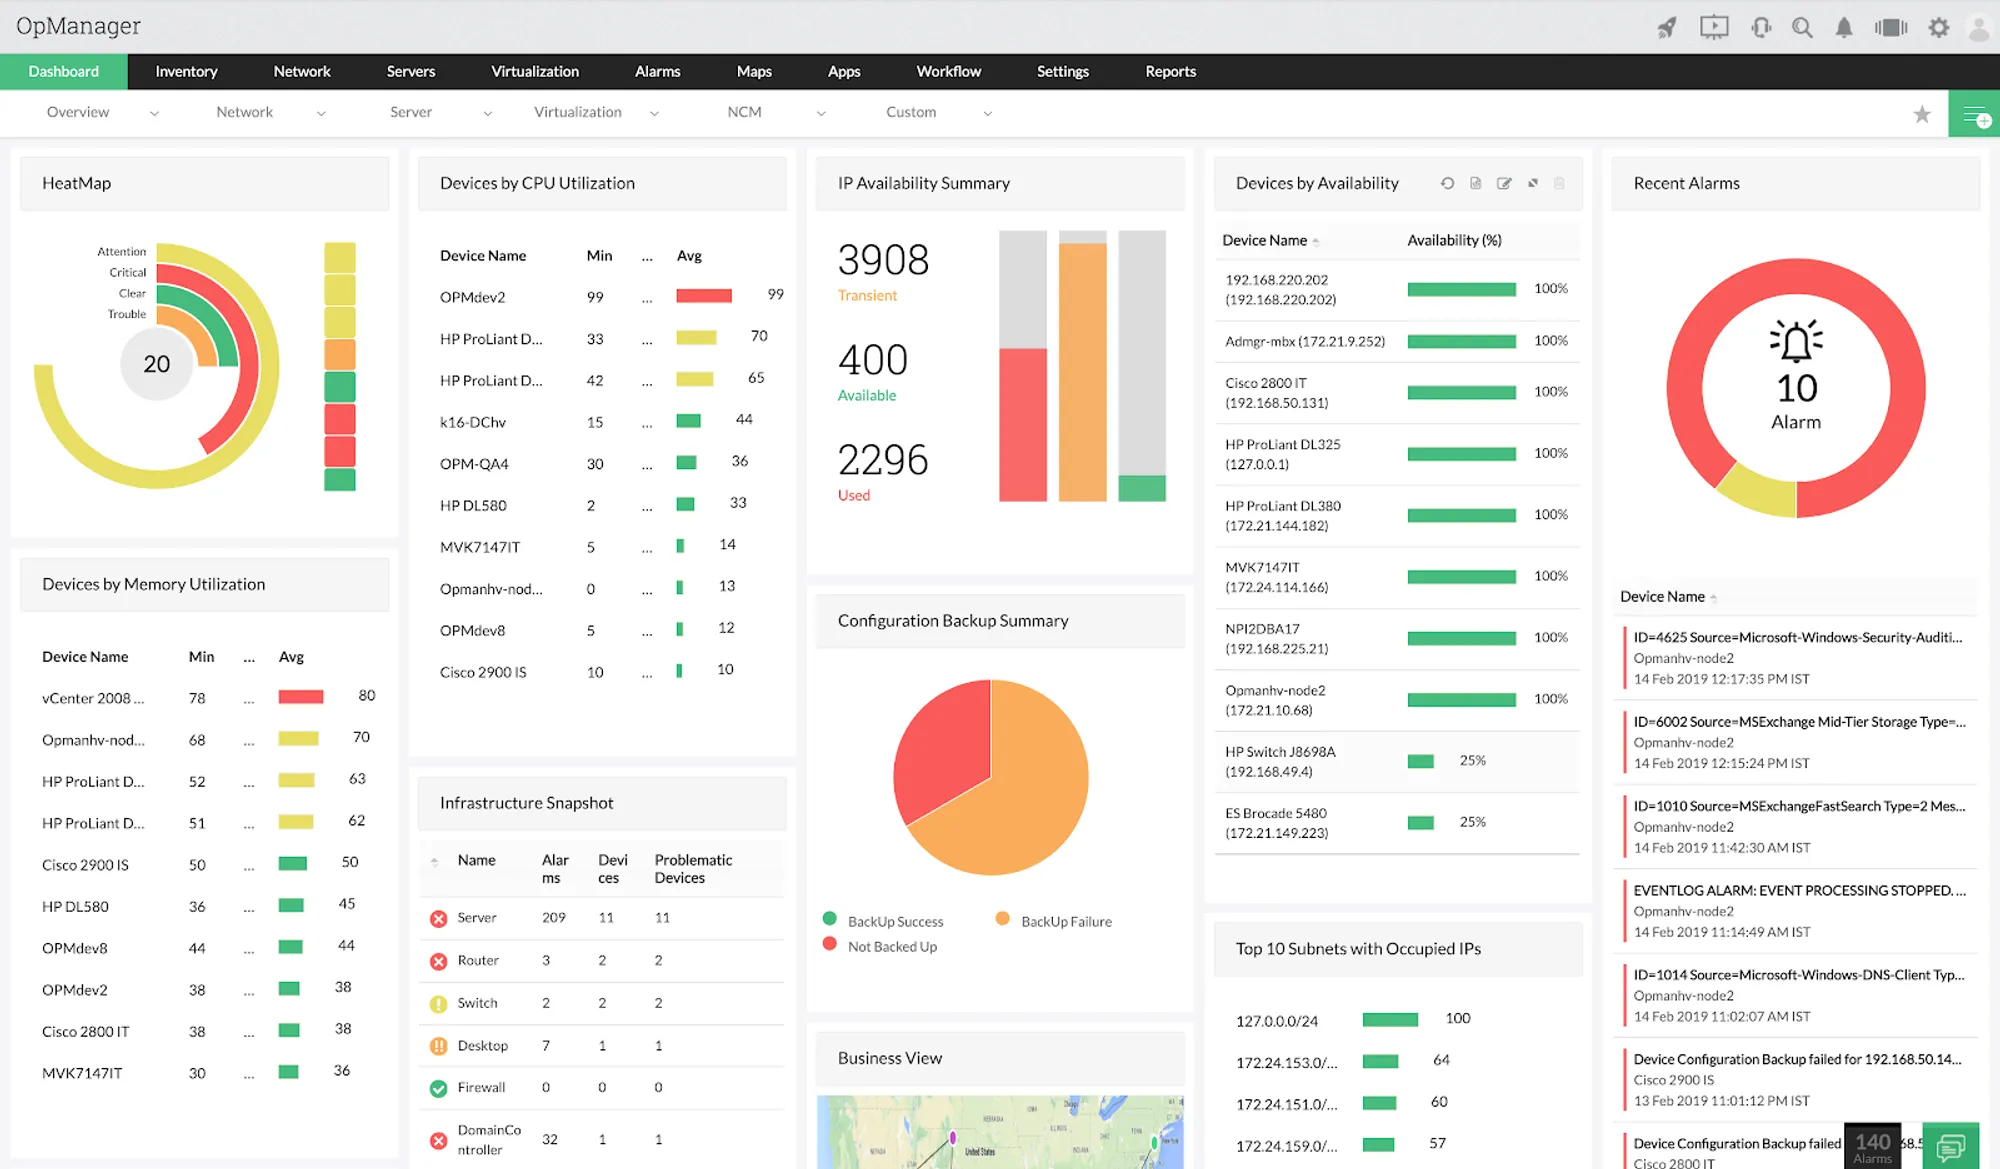 OpManager
Dashboard
Inventory
Network
Servers
Virtualization
Alarms
Maps
Apps
Workflow
Settings
Reports
Overview
Network
Server
Virtualization
NCM
Custom
HeatMap
Attention
Critical
Clear
Trouble
20
Devices by Memory Utilization
Device Name Min ... Avg
vCenter 2008 ... 78 ... 80
Opmanhv-nod... 68 ... 70
HP ProLiant D... 52 ... 63
HP ProLiant D... 51 ... 62
Cisco 2900 IS 50 ... 50
HP DL580 36 ... 45
OPMdev8 44 ... 44
OPMdev2 38 ... 38
Cisco 2800 IT 38 ... 38
MVK7147IT 30 ... 36
Devices by CPU Utilization
Device Name Min ... Avg
OPMdev2 99 ... 99
HP ProLiant D... 33 ... 70
HP ProLiant D... 42 ... 65
k16-DChv 15 ... 44
OPM-QA4 30 ... 36
HP DL580 2 ... 33
MVK7147IT 5 ... 14
Opmanhv-nod... 0 ... 13
OPMdev8 5 ... 12
Cisco 2900 IS 10 ... 10
Infrastructure Snapshot
Name Alar Devi Problematic
ms ces Devices
Server 209 11 11
Router 3 2 2
Switch 2 2 2
Desktop 7 1 1
Firewall 0 0 0
DomainCo
ntroller 32 1 1
IP Availability Summary
3908
Transient
400
Available
2296
Used
Configuration Backup Summary
BackUp Success
BackUp Failure
Not Backed Up
Business View
United States
Devices by Availability
Device Name Availability (%)
192.168.220.202
(192.168.220.202) 100%
Admgr-mbx (172.21.9.252) 100%
Cisco 2800 IT
(192.168.50.131) 100%
HP ProLiant DL325
(127.0.0.1) 100%
HP ProLiant DL380
(172.21.144.182) 100%
MVK7147IT
(172.24.114.166) 100%
NPI2DBA17
(192.168.225.21) 100%
Opmanhv-node2
(172.21.10.68) 100%
HP Switch J8698A
(192.168.49.4) 25%
ES Brocade 5480
(172.21.149.223) 25%
Top 10 Subnets with Occupied IPs
127.0.0.0/24 100
172.24.153.0/... 64
172.24.151.0/... 60
172.24.159.0/... 57
Recent Alarms
10
Alarm
Device Name
ID=4625 Source=Microsoft-Windows-Security-Auditi...
Opmanhv-node2
14 Feb 2019 12:17:35 PM IST
ID=6002 Source=MSExchange Mid-Tier Storage Type=...
Opmanhv-node2
14 Feb 2019 12:15:24 PM IST
ID=1010 Source=MSExchangeFastSearch Type=2 Mes...
Opmanhv-node2
14 Feb 2019 11:42:30 AM IST
EVENTLOG ALARM: EVENT PROCESSING STOPPED. ...
Opmanhv-node2
14 Feb 2019 11:14:49 AM IST
ID=1014 Source=Microsoft-Windows-DNS-Client Typ...
Opmanhv-node2
14 Feb 2019 11:02:07 AM IST
Device Configuration Backup failed for 192.168.50.14...
Cisco 2900 IS
13 Feb 2019 11:01:12 PM IST
Device Configuration Backup failed
Cisco 2800 IT
140
Alarms